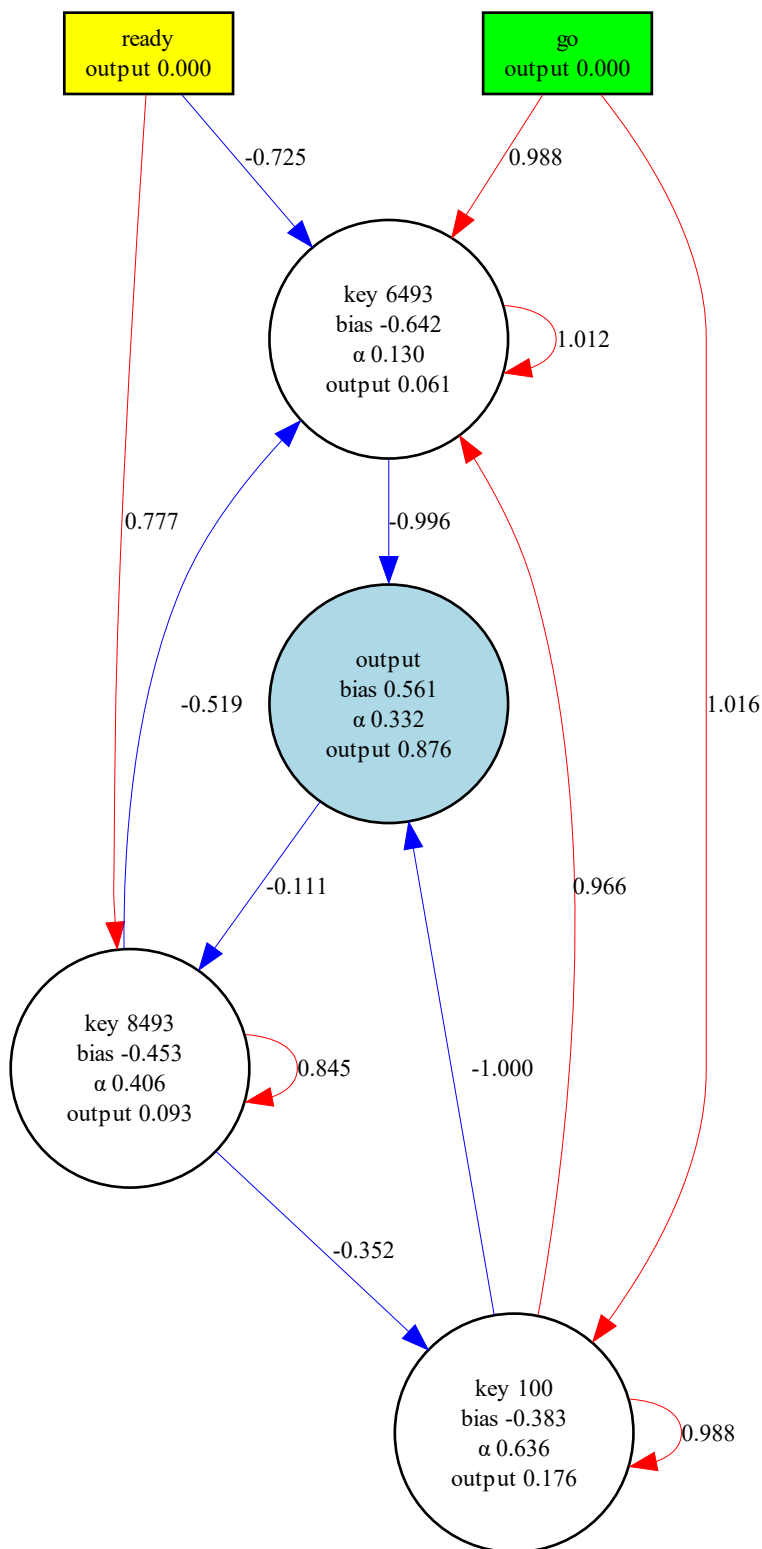 ready
output 0.000
go
output 0.000
-0.725
0.988
key 6493
bias -0.642
α 0.130
output 0.061
1.012
0.777
-0.996
output
bias 0.561
α 0.332
output 0.876
-0.519
1.016
-0.111
0.966
key 8493
bias -0.453
α 0.406
output 0.093
0.845
-1.000
-0.352
key 100
bias -0.383
α 0.636
output 0.176
0.988